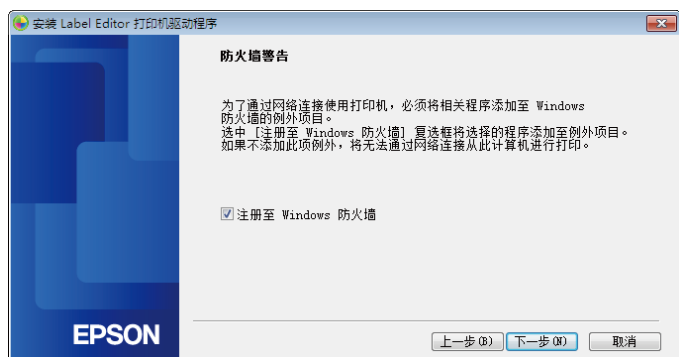 安装 Label Editor 打印机驱动程序
防火墙警告
为了通过网络连接使用打印机，必须将相关程序添加至 Windows
防火墙的例外项目。
选中 [注册至 Windows 防火墙] 复选框将选择的程序添加至例外项目。
如果不添加此项例外，将无法通过网络连接从此计算机进行打印。
注册至 Windows 防火墙
EPSON
上一步(B) 下一步(N) 取消